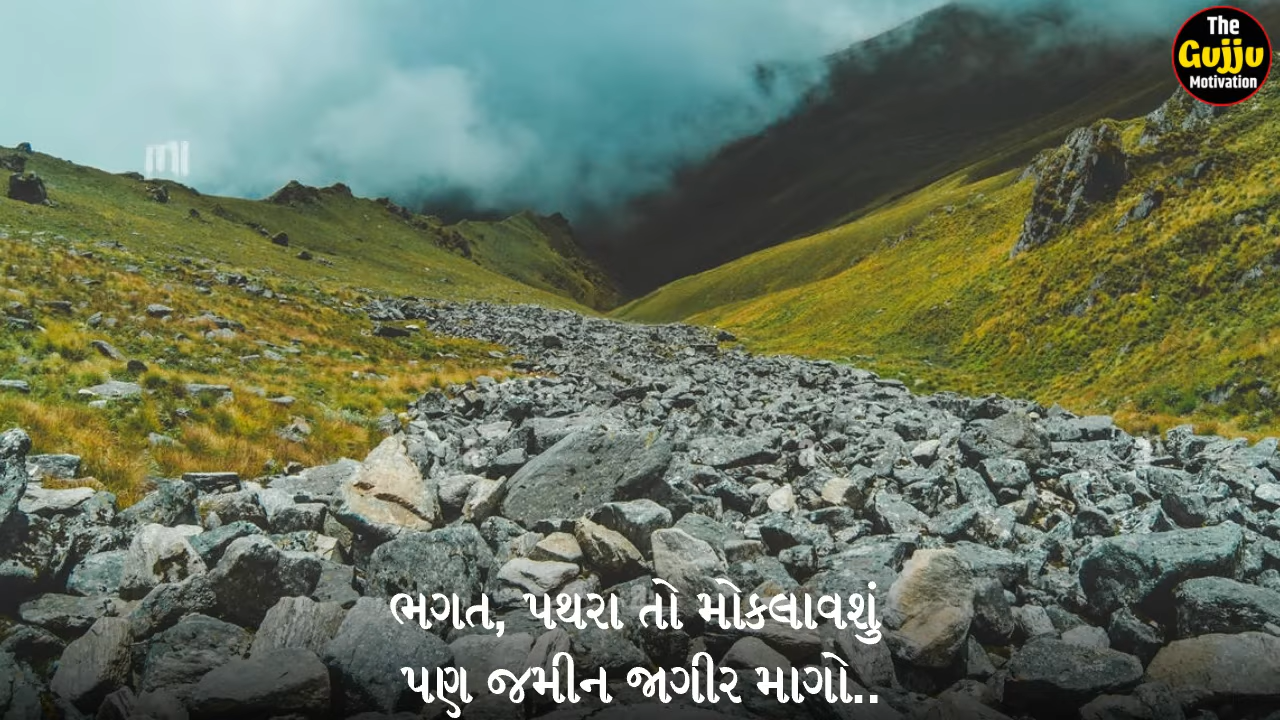 The
Gujju
Motivation
ભગત, પથરા તો મોકલાવશું
પણ જમીન જાગીર માગો..